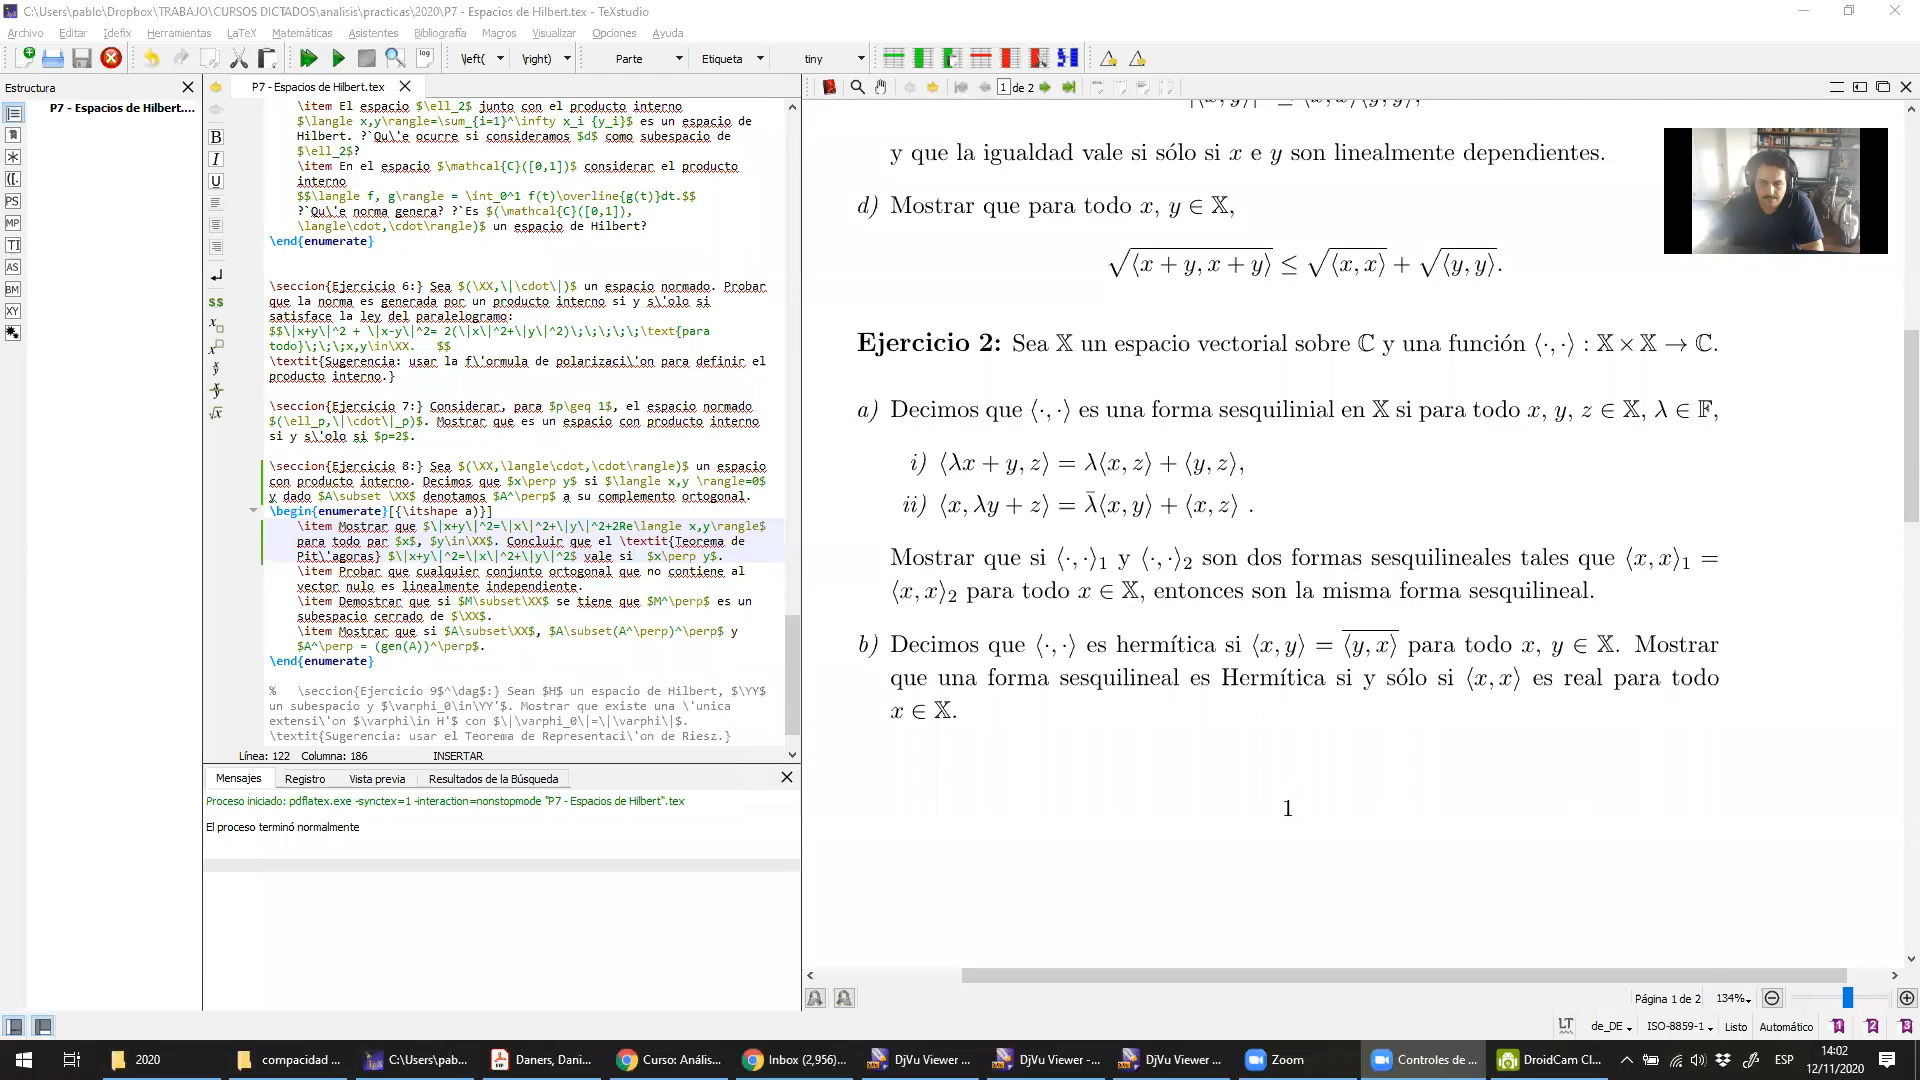 C:\Users\pablo\Dropbox\TRABAJO\CURSOS DICTADOS\analisis\practicas\2020\P7 - Espacios de Hilbert.tex - TeXstudio
Archivo Editar Idefix Herramientas LaTeX Matemáticas Asistentes Bibliografía Macros Visualizar Opciones Ayuda
\left( \right) Parte Etiqueta tiny
Estructura
P7 - Espacios de Hilbert....
P7 - Espacios de Hilbert.tex
\item El espacio $\ell_2$ junto con el producto interno
$\langle x,y\rangle=\sum_{i=1}^\infty x_i {y_i}$ es un espacio de
Hilbert. ?`Qu\'e ocurre si consideramos $d$ como subespacio de
$\ell_2$?
\item En el espacio $\mathcal{C}([0,1])$ considerar el producto
interno
$$\langle f, g\rangle = \int_0^1 f(t)\overline{g(t)}dt.$$
?`Qu\'e norma genera? ?`Es $(\mathcal{C}([0,1]),
\langle\cdot,\cdot\rangle)$ un espacio de Hilbert?
\end{enumerate}
\seccion{Ejercicio 6:} Sea $(\XX,\|\cdot\|)$ un espacio normado. Probar
que la norma es generada por un producto interno si y s\'olo si
satisface la ley del paralelogramo:
$$\|x+y\|^2 + \|x-y\|^2= 2(\|x\|^2+\|y\|^2)\;\;\;\;\;\text{para
todo}\;\;\;x,y\in\XX.   $$
\textit{Sugerencia: usar la f\'ormula de polarizaci\'on para definir el
producto interno.}
\seccion{Ejercicio 7:} Considerar, para $p\geq 1$, el espacio normado
$(\ell_p,\|\cdot\|_p)$. Mostrar que es un espacio con producto interno
si y s\'olo si $p=2$.
\seccion{Ejercicio 8:} Sea $(\XX,\langle\cdot,\cdot\rangle)$ un espacio
con producto interno. Decimos que $x\perp y$ si $\langle x,y \rangle=0$
y dado $A\subset \XX$ denotamos $A^\perp$ a su complemento ortogonal.
\begin{enumerate}[{\itshape a)}]
\item Mostrar que $\|x+y\|^2=\|x\|^2+\|y\|^2+2Re\langle x,y\rangle$
para todo par $x$, $y\in\XX$. Concluir que el \textit{Teorema de
Pit\'agoras} $\|x+y\|^2=\|x\|^2+\|y\|^2$ vale si  $x\perp y$.
\item Probar que cualquier conjunto ortogonal que no contiene al
vector nulo es linealmente independiente.
\item Demostrar que si $M\subset\XX$ se tiene que $M^\perp$ es un
subespacio cerrado de $\XX$.
\item Mostrar que si $A\subset\XX$, $A\subset(A^\perp)^\perp$ y
$A^\perp = (gen(A))^\perp$.
\end{enumerate}
% \seccion{Ejercicio 9$^\dag$:} Sean $H$ un espacio de Hilbert, $\YY$
un subespacio y $\varphi_0\in\YY'$. Mostrar que existe una \'unica
extensi\'on $\varphi\in H'$ con $\|\varphi_0\|=\|\varphi\|$.
\textit{Sugerencia: usar el Teorema de Representaci\'on de Riesz.}
Línea: 122 Columna: 186 INSERTAR
Mensajes Registro Vista previa Resultados de la Búsqueda
Proceso iniciado: pdflatex.exe -synctex=1 -interaction=nonstopmode "P7 - Espacios de Hilbert".tex
El proceso terminó normalmente
1 de 2
y que la igualdad vale si sólo si x e y son linealmente dependientes.
d) Mostrar que para todo x, y ∈ 𝕏,
√⟨x + y, x + y⟩ ≤ √⟨x, x⟩ + √⟨y, y⟩.
Ejercicio 2: Sea 𝕏 un espacio vectorial sobre ℂ y una función ⟨·, ·⟩ : 𝕏 × 𝕏 → ℂ.
a) Decimos que ⟨·, ·⟩ es una forma sesquilinial en 𝕏 si para todo x, y, z ∈ 𝕏, λ ∈ 𝔽,
i) ⟨λx + y, z⟩ = λ⟨x, z⟩ + ⟨y, z⟩,
ii) ⟨x, λy + z⟩ = λ̄⟨x, y⟩ + ⟨x, z⟩ .
Mostrar que si ⟨·, ·⟩₁ y ⟨·, ·⟩₂ son dos formas sesquilineales tales que ⟨x, x⟩₁ =
⟨x, x⟩₂ para todo x ∈ 𝕏, entonces son la misma forma sesquilineal.
b) Decimos que ⟨·, ·⟩ es hermítica si ⟨x, y⟩ = \overline{⟨y, x⟩} para todo x, y ∈ 𝕏. Mostrar
que una forma sesquilineal es Hermítica si y sólo si ⟨x, x⟩ es real para todo
x ∈ 𝕏.
1
Página 1 de 2 134%
LT de_DE ISO-8859-1 Listo Automático 1 2 3
2020 compacidad ... C:\Users\pab... Daners, Dani... Curso: Anális... Inbox (2,956)... DjVu Viewer ... DjVu Viewer -... DjVu Viewer ... Zoom Controles de ... DroidCam Cl... ESP 14:02
12/11/2020